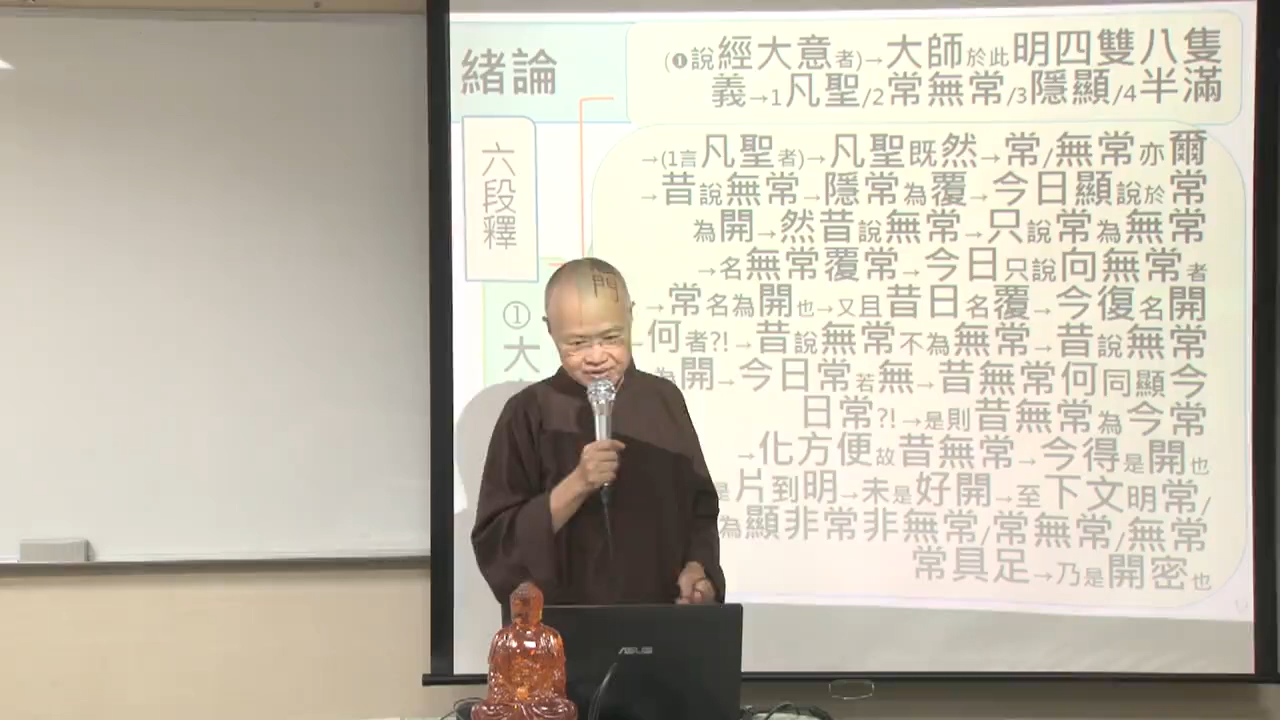 緒論
(❶說經大意者)→大師於此明四雙八隻
義→1凡聖/2常無常/3隱顯/4半滿
六段釋
①大
→(1言凡聖者)→凡聖既然→常/無常亦爾
→昔說無常→隱常為覆→今日顯說於常
為開→然昔說無常→只說常為無常
→名無常覆常→今日只說向無常者
→常名為開也→又且昔日名覆→今復名開
何者?!→昔說無常不為無常→昔說無常
為開→今日常若無→昔無常何同顯今
日常?!→是則昔無常為今常
→化方便故昔無常→今得是開也
是片到明→未是好開→至下文明常/
為顯非常非無常/常無常/無常
常具足→乃是開密也
門
ASUS